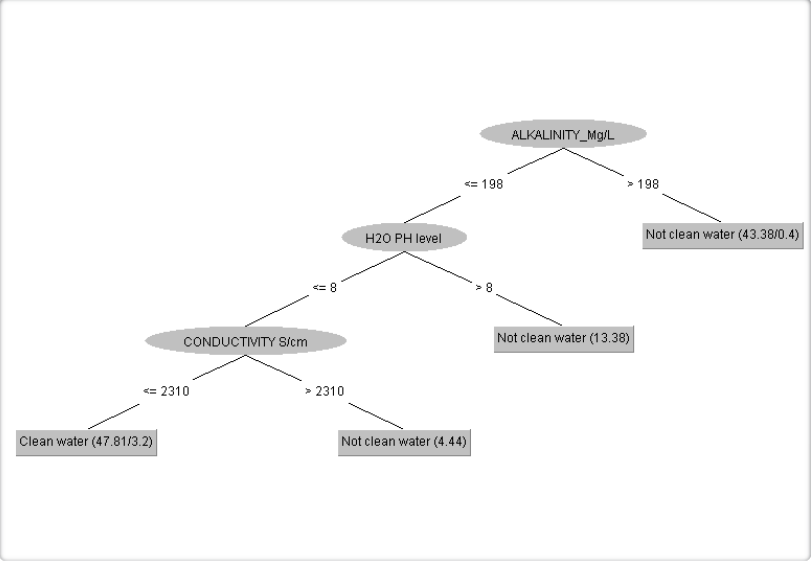 ALKALINITY_Mg/L
<= 198
> 198
H2O PH level
Not clean water (43.38/0.4)
<= 8
> 8
CONDUCTIVITY S/cm
Not clean water (13.38)
<= 2310
> 2310
Clean water (47.81/3.2)
Not clean water (4.44)